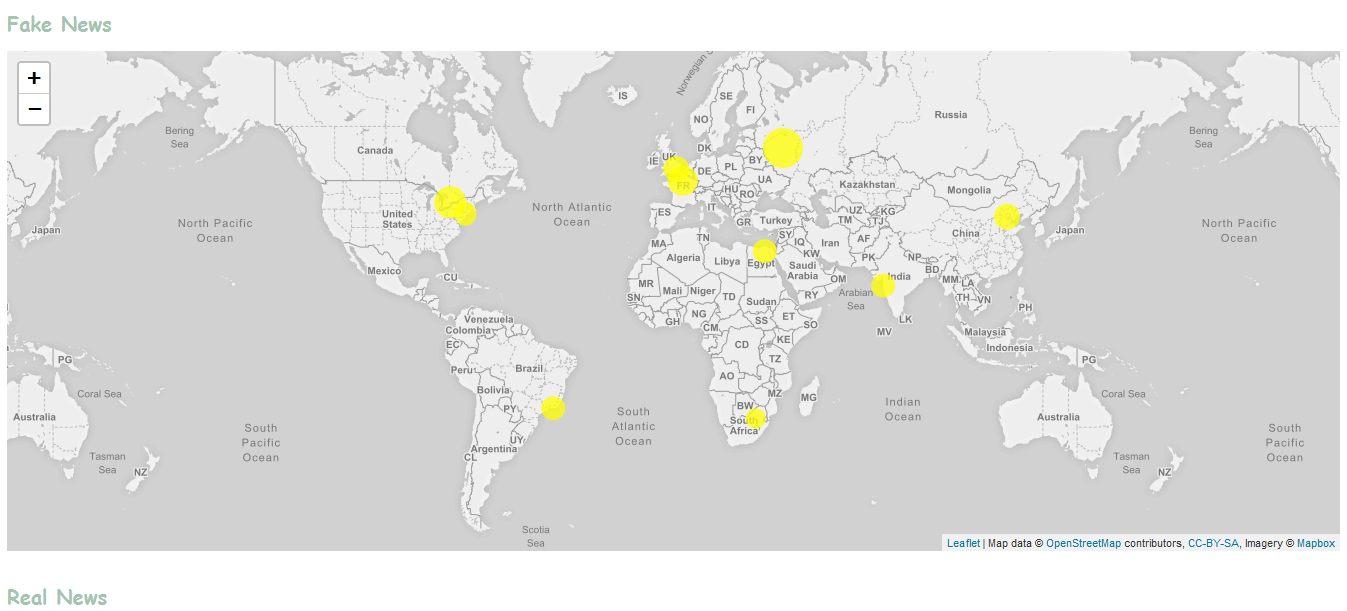 Fake News
+
−
Norwegian
IS
SE
FI
NO
Russia
Bering
Sea
Bering
Sea
Canada
IE
UK
DK
BY
PL
DE
UA
FR
HU
RO
Kazakhstan
Mongolia
North Atlantic
Ocean
ES
IT
GR
Turkey
UZ
KG
TM
TJ
United
States
North Pacific
Ocean
North Pacific
Ocean
Japan
Japan
China
MA
TN
SY
IQ
Iran
AF
KW
PK
NP
Algeria
Libya
Egypt
Saudi
Arabia
OM
India
BD
MM
LA
Mexico
CU
MR
Mali
Niger
TD
Sudan
RY
Arabian
Sea
TH
VN
SN
PH
Venezuela
Colombia
GH
NG
CM
SS
ET
SO
LK
MV
Malaysia
EC
CD
KE
Indonesia
PG
PG
Peru
Brazil
TZ
Bolivia
AO
MZ
MG
Coral Sea
Coral Sea
PY
BW
South
Africa
Indian
Ocean
Australia
Australia
South
Pacific
Ocean
South
Atlantic
Ocean
South
Pacific
Ocean
UY
Argentina
CL
Tasman
Sea
Tasman
Sea
NZ
NZ
Scotia
Sea
Leaflet | Map data © OpenStreetMap contributors, CC-BY-SA, Imagery © Mapbox
Real News